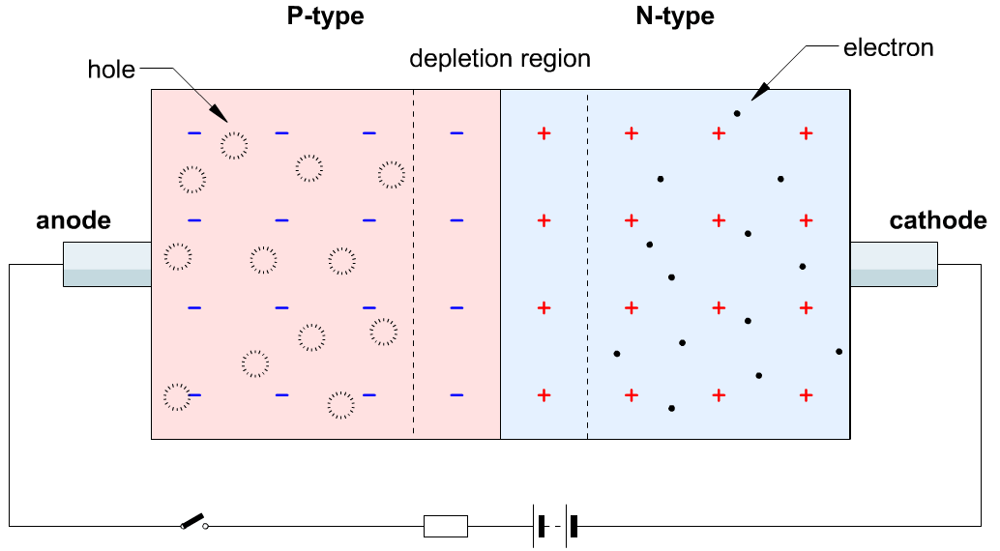 P-type
N-type
depletion region
hole
electron
anode
cathode